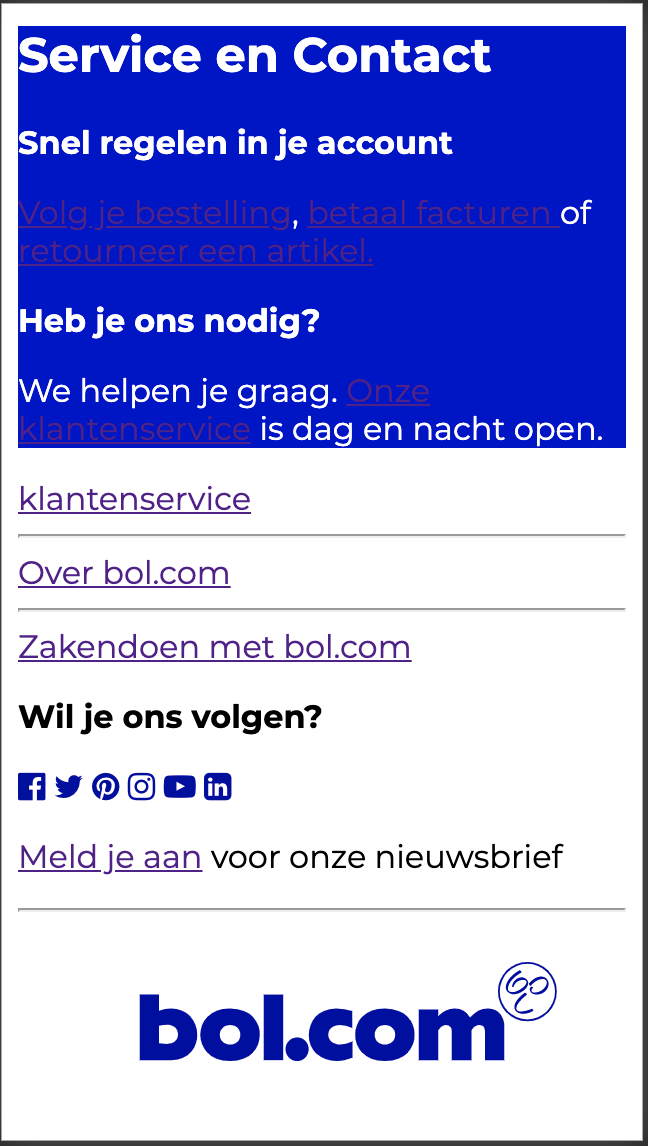 Service en Contact
Snel regelen in je account
Volg je bestelling, betaal facturen of
retourneer een artikel.
Heb je ons nodig?
We helpen je graag. Onze
klantenservice is dag en nacht open.
klantenservice
Over bol.com
Zakendoen met bol.com
Wil je ons volgen?
Meld je aan voor onze nieuwsbrief
bol.com
bol